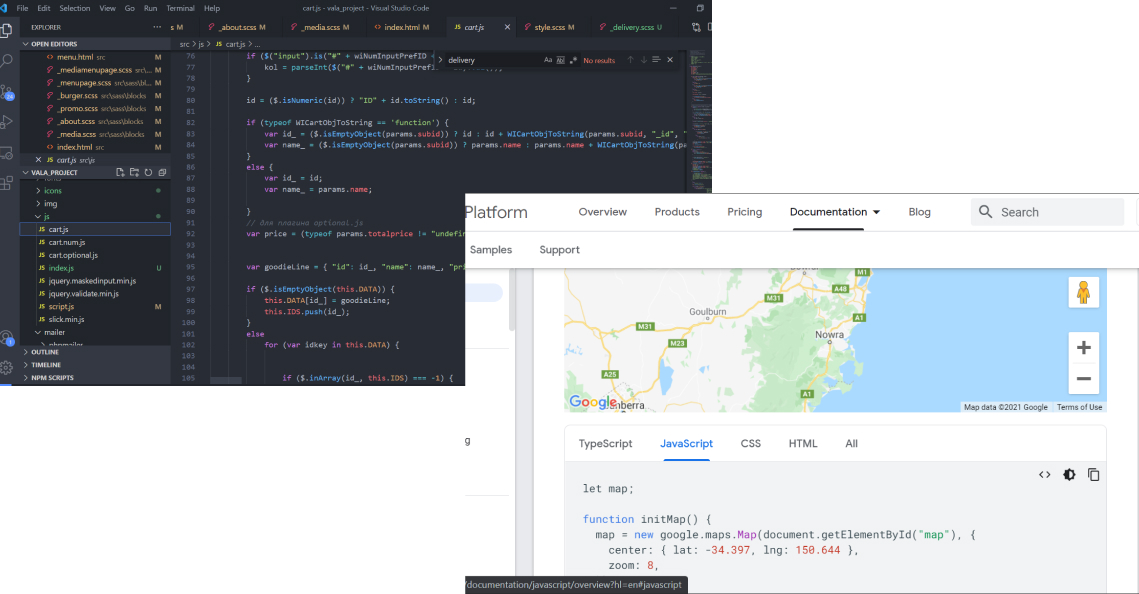 File Edit Selection View Go Run Terminal Help
cart.js - vala_project - Visual Studio Code
EXPLORER
s M
_about.scss M
_media.scss M
index.html M
JS cart.js
style.scss M
_delivery.scss U
OPEN EDITORS
menu.html src M
_mediamenupage.scss src\... M
_menupage.scss src\sass\bl... M
_burger.scss src\sass\blocks M
_promo.scss src\sass\blocks M
_about.scss src\sass\blocks M
_media.scss src\sass\blocks M
index.html src M
JS cart.js src\js
VALA_PROJECT
icons
img
js
JS cart.js
JS cart.num.js
JS cart.optional.js
JS index.js U
JS jquery.maskedinput.min.js
JS jquery.validate.min.js
JS script.js M
JS slick.min.js
mailer
OUTLINE
TIMELINE
NPM SCRIPTS
src > js > JS cart.js > ...
delivery
Aa
No results
76 if ($("input").is("#" + wiNumInputPrefID
77 kol = parseInt($("#" + wiNumInputPrefi
78 }
79
80 id = ($.isNumeric(id)) ? "ID" + id.toString() : id;
81
82 if (typeof WICartObjToString == 'function') {
83 var id_ = ($.isEmptyObject(params.subid)) ? id : id + WICartObjToString(params.subid, "_id", "
84 var name_ = ($.isEmptyObject(params.subid)) ? params.name : params.name + WICartObjToString(pa
85 }
86 else {
87 var id_ = id;
88 var name_ = params.name;
89
90 }
91 // для плагина optional.js
92 var price = (typeof params.totalprice != "undefin
93
94
95 var goodieLine = { "id": id_, "name": name_, "pri
96
97 if ($.isEmptyObject(this.DATA)) {
98 this.DATA[id_] = goodieLine;
99 this.IDS.push(id_);
100 }
101 else
102 for (var idkey in this.DATA) {
103
104
105 if ($.inArray(id_, this.IDS) === -1) {
Platform
Overview Products Pricing Documentation Blog
Search
Samples Support
M1
A48
M31
Goulburn
A1
M31
Nowra
M23
A25
A1
Google
Map data ©2021 Google Terms of Use
g
TypeScript JavaScript CSS HTML All
let map;
function initMap() {
map = new google.maps.Map(document.getElementById("map"), {
center: { lat: -34.397, lng: 150.644 },
zoom: 8,
/documentation/javascript/overview?hl=en#javascript